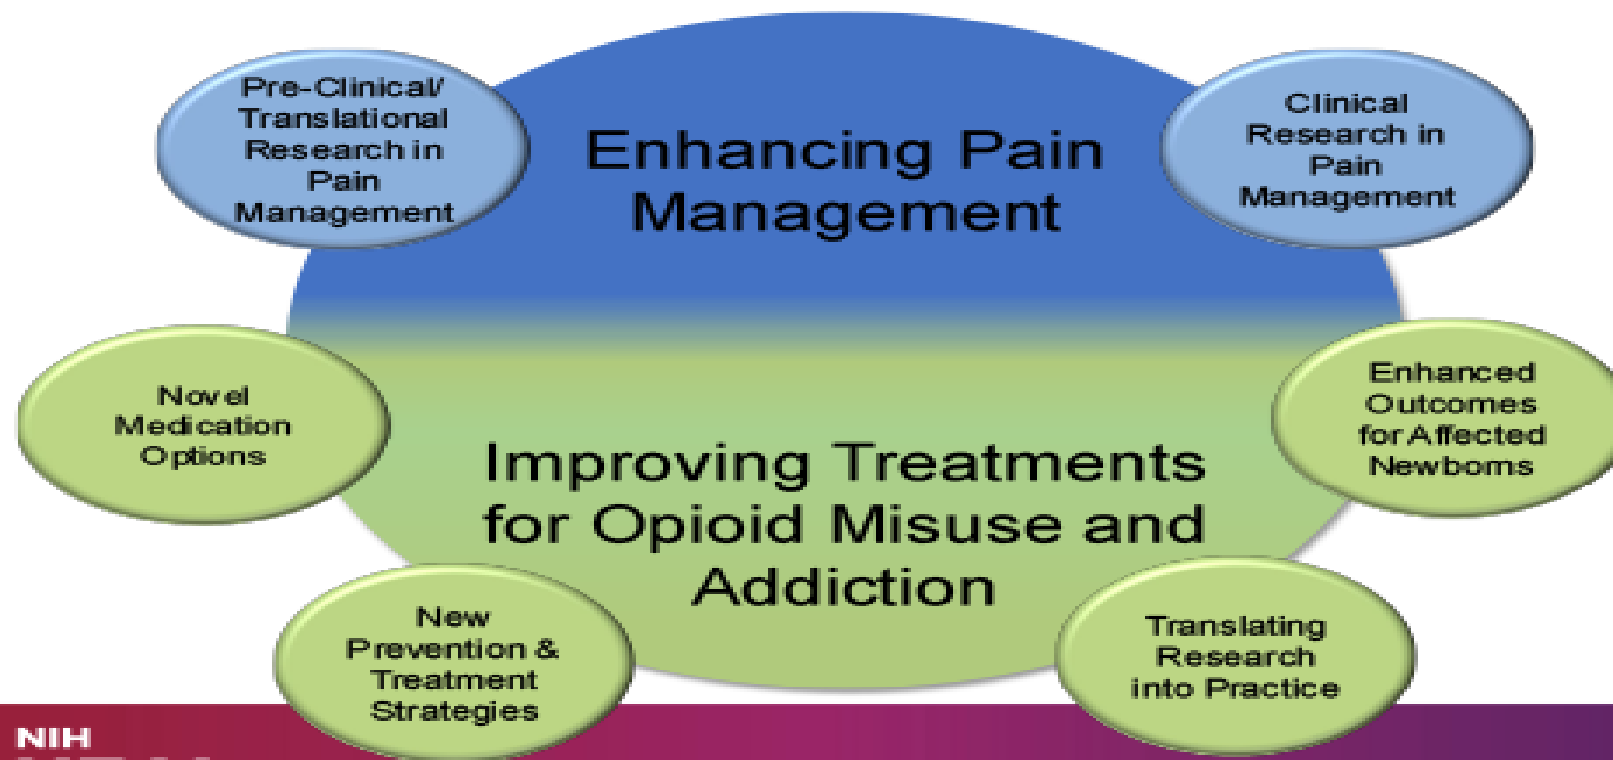 Pre-Clinical/
Translational
Research in
Pain
Management
Enhancing Pain
Management
Clinical
Research in
Pain
Management
Novel
Medication
Options
Enhanced
Outcomes
for Affected
Newborns
Improving Treatments
for Opioid Misuse and
Addiction
New
Prevention &
Treatment
Strategies
Translating
Research
into Practice
NIH